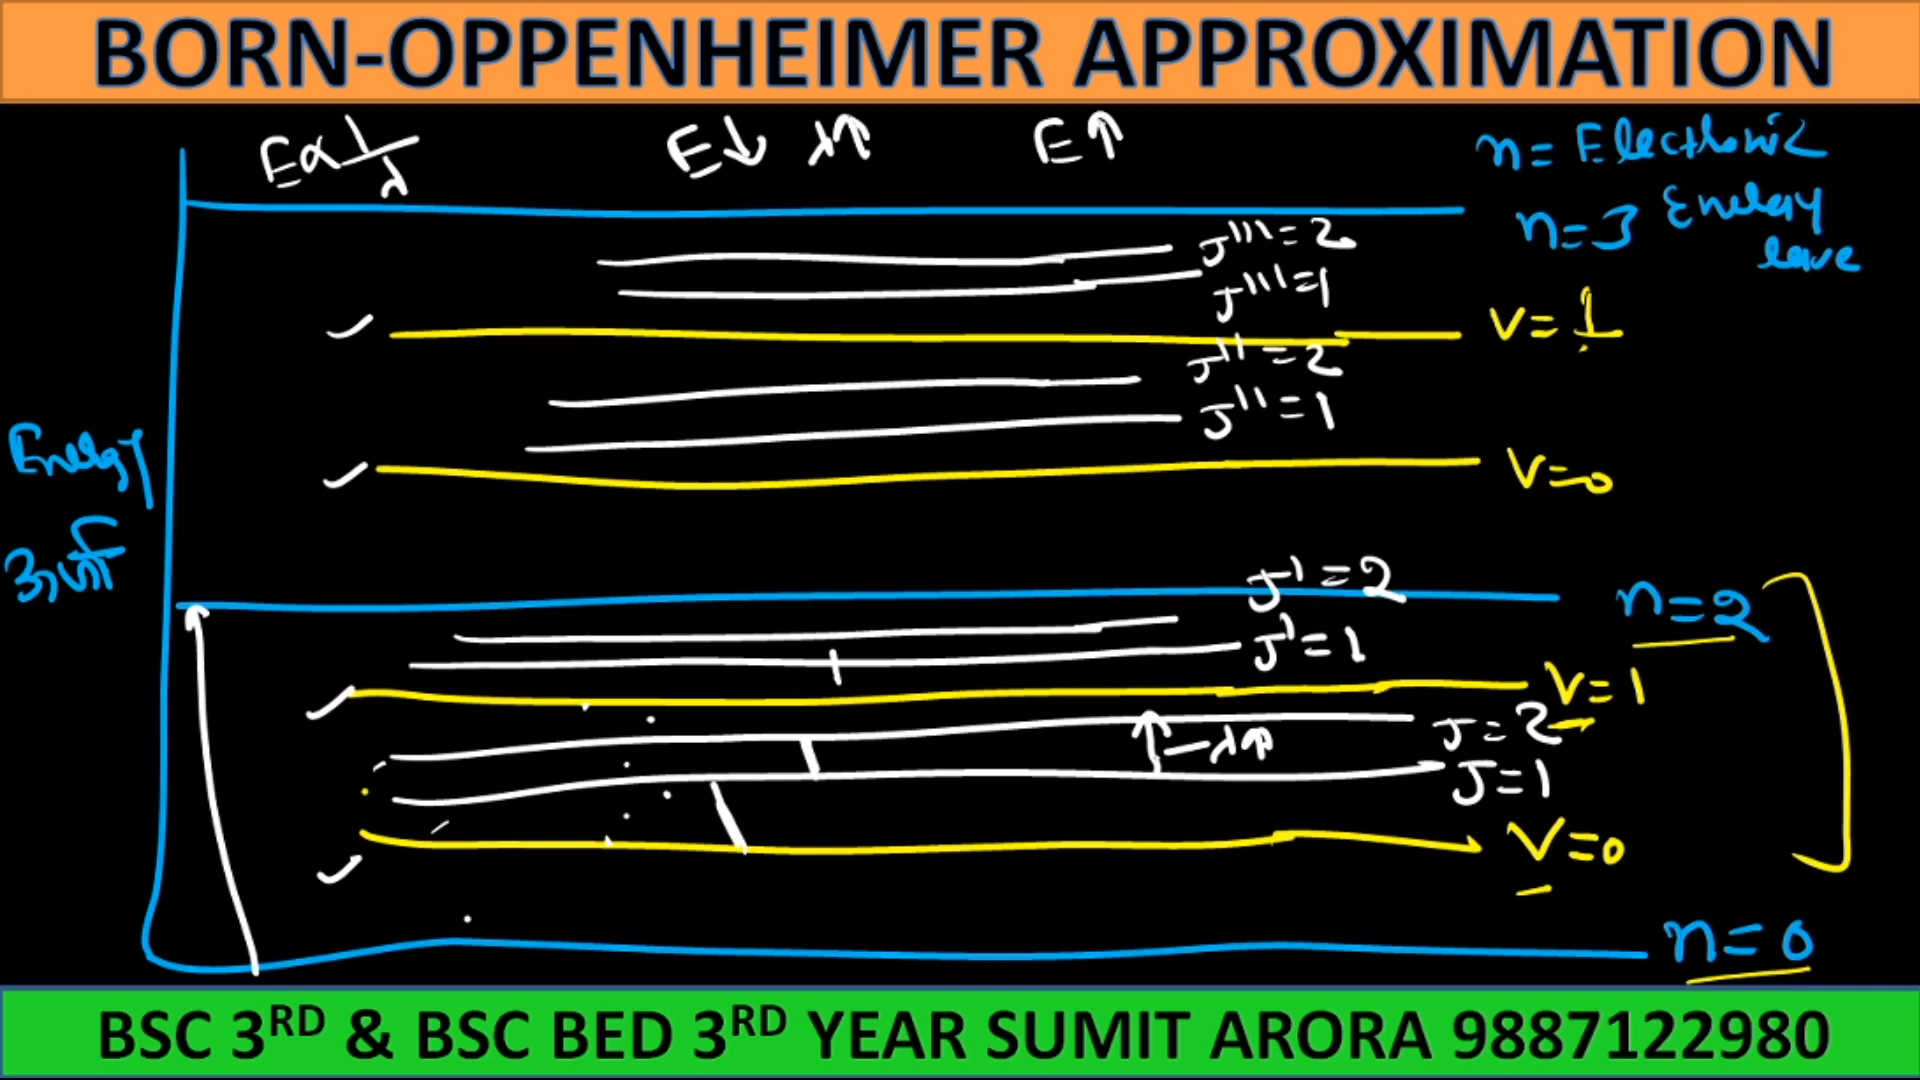 BORN-OPPENHEIMER APPROXIMATION
E∝1/λ
E↓ λ↑
E↑
n= Electronic
Energy
leve
n=3
J'''=2
J'''=1
V=1
J''=2
J''=1
V=0
Energy
J'=2
n=2
J'=1
V=1
J=2
λ↑
J=1
V=0
n=0
BSC 3RD & BSC BED 3RD YEAR SUMIT ARORA 9887122980